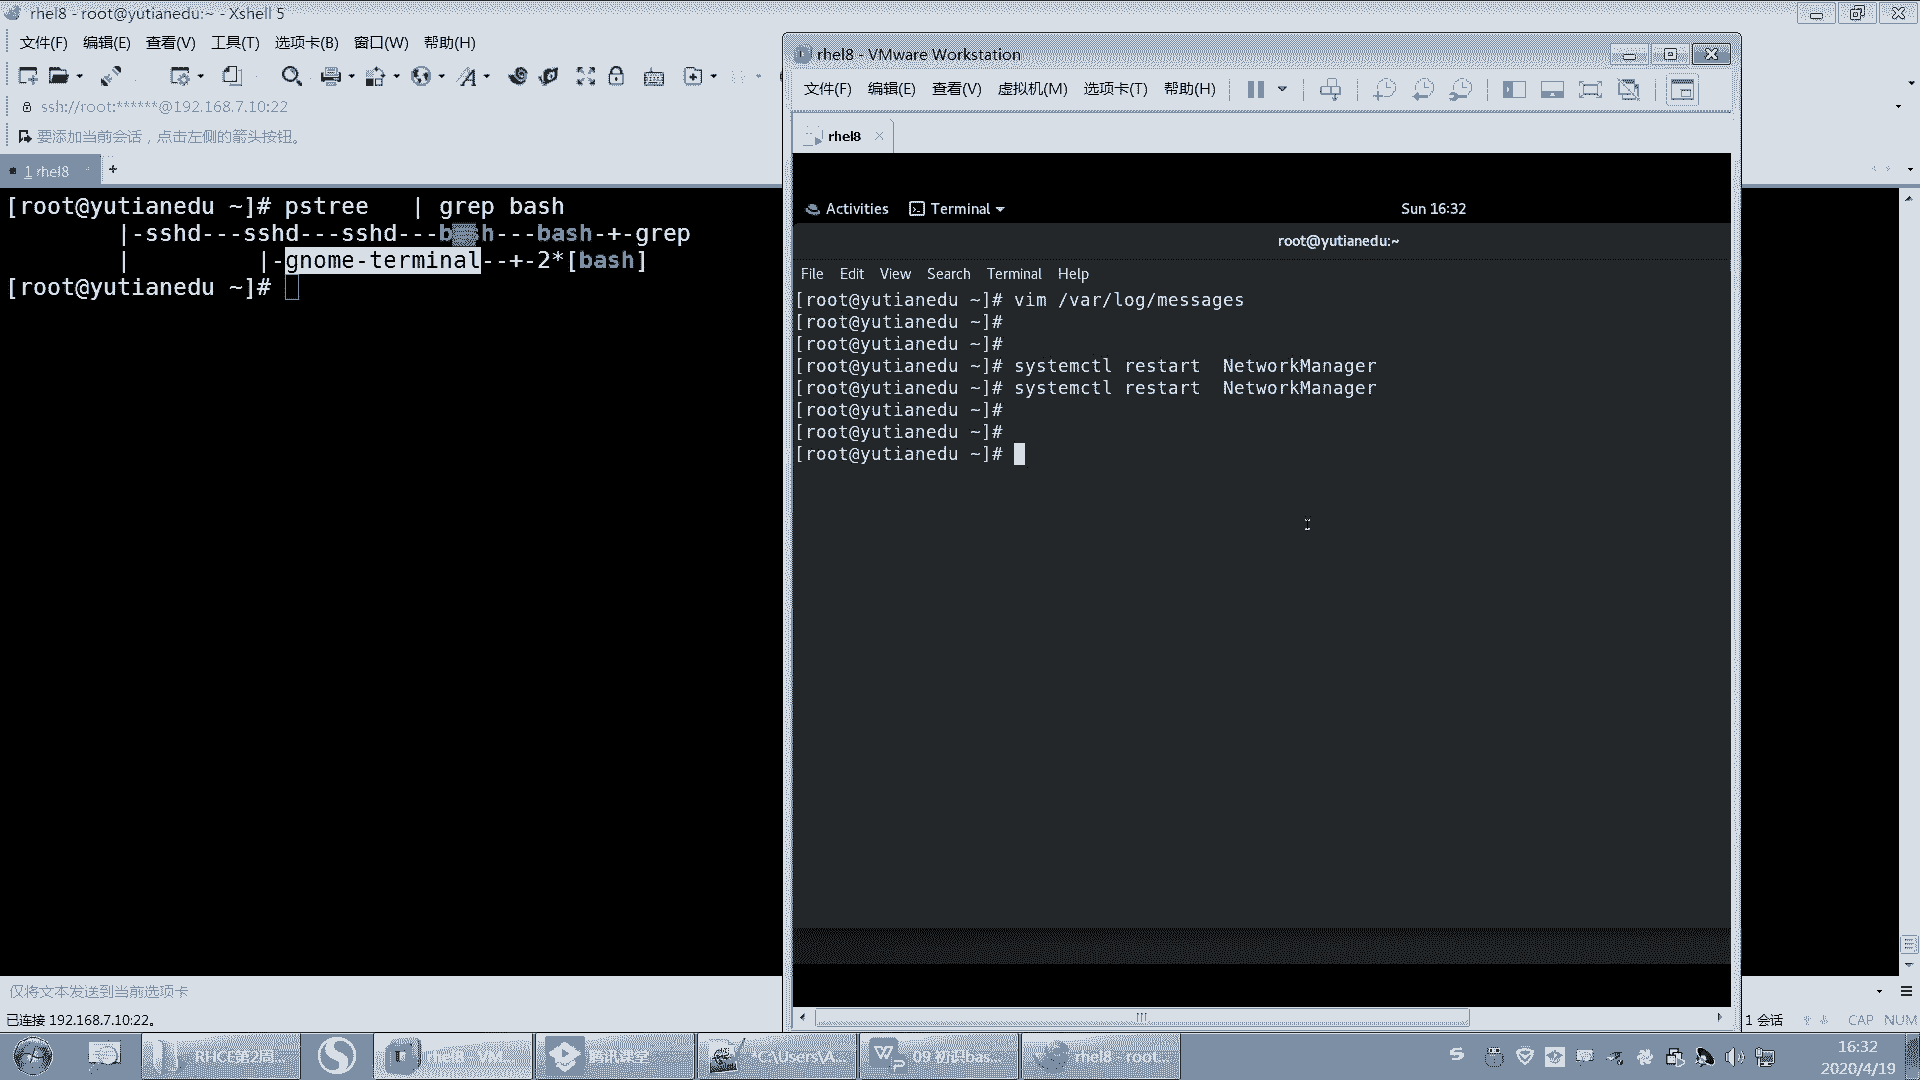 rhel8 - root@yutianedu:~ - Xshell 5
文件(F) 编辑(E) 查看(V) 工具(T) 选项卡(B) 窗口(W) 帮助(H)
ssh://root:******@192.168.7.10:22
要添加当前会话，点击左侧的箭头按钮。
1 rhel8 +
[root@yutianedu ~]# pstree   | grep bash
|-sshd---sshd---sshd---bash---bash-+-grep
|            |-gnome-terminal--+-2*[bash]
[root@yutianedu ~]#
仅将文本发送到当前选项卡
已连接 192.168.7.10:22。
rhel8 - VMware Workstation
文件(F) 编辑(E) 查看(V) 虚拟机(M) 选项卡(T) 帮助(H)
rhel8
Activities Terminal Sun 16:32
root@yutianedu:~
File Edit View Search Terminal Help
[root@yutianedu ~]# vim /var/log/messages
[root@yutianedu ~]#
[root@yutianedu ~]#
[root@yutianedu ~]# systemctl restart  NetworkManager
[root@yutianedu ~]# systemctl restart  NetworkManager
[root@yutianedu ~]#
[root@yutianedu ~]#
[root@yutianedu ~]#
1 会话 CAP NUM
RHCE第2周...
rhel8 - VM...
腾讯课堂
*C:\Users\A...
09 初识bas...
rhel8 - root...
16:32
2020/4/19